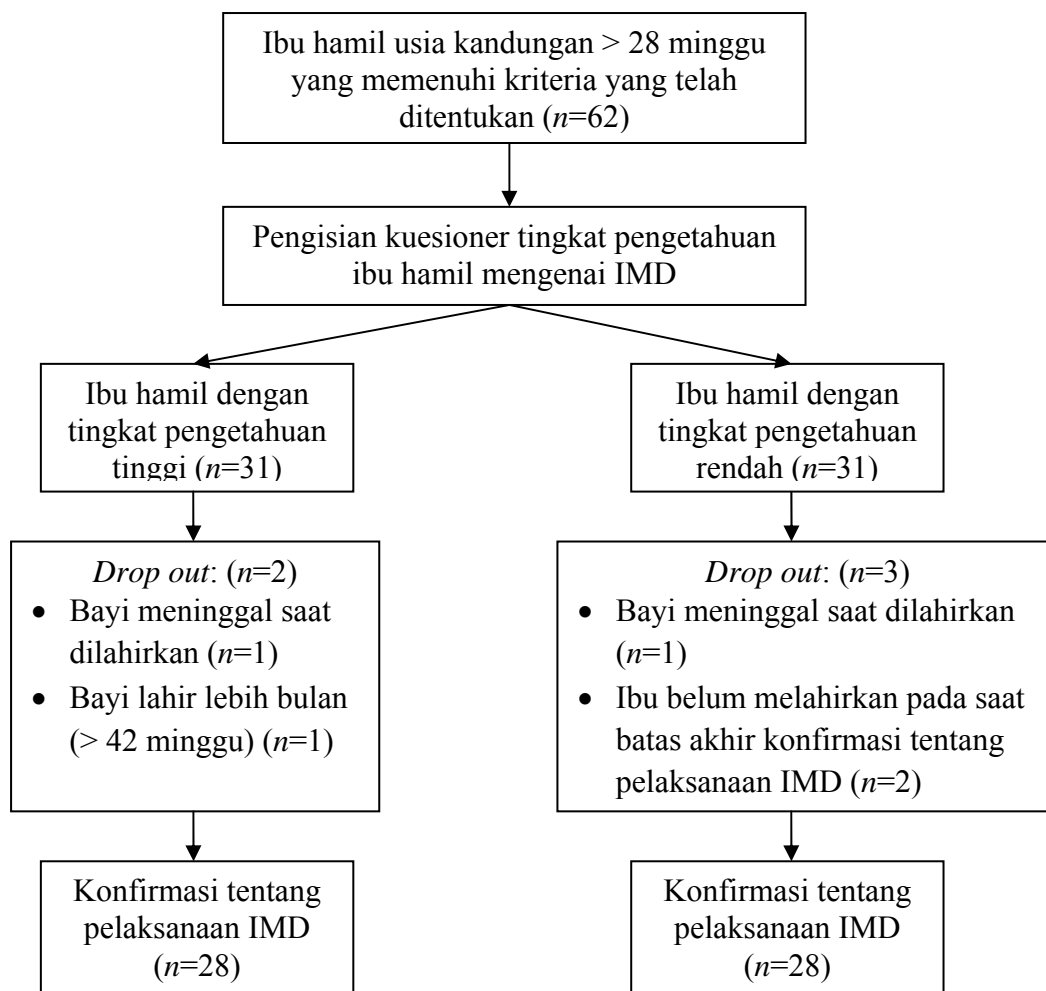 Ibu hamil usia kandungan > 28 minggu
yang memenuhi kriteria yang telah
ditentukan (n=62)
Pengisian kuesioner tingkat pengetahuan
ibu hamil mengenai IMD
Ibu hamil dengan
tingkat pengetahuan
tinggi (n=31)
Ibu hamil dengan
tingkat pengetahuan
rendah (n=31)
Drop out: (n=2)
• Bayi meninggal saat
dilahirkan (n=1)
• Bayi lahir lebih bulan
(> 42 minggu) (n=1)
Drop out: (n=3)
• Bayi meninggal saat dilahirkan
(n=1)
• Ibu belum melahirkan pada saat
batas akhir konfirmasi tentang
pelaksanaan IMD (n=2)
Konfirmasi tentang
pelaksanaan IMD
(n=28)
Konfirmasi tentang
pelaksanaan IMD
(n=28)